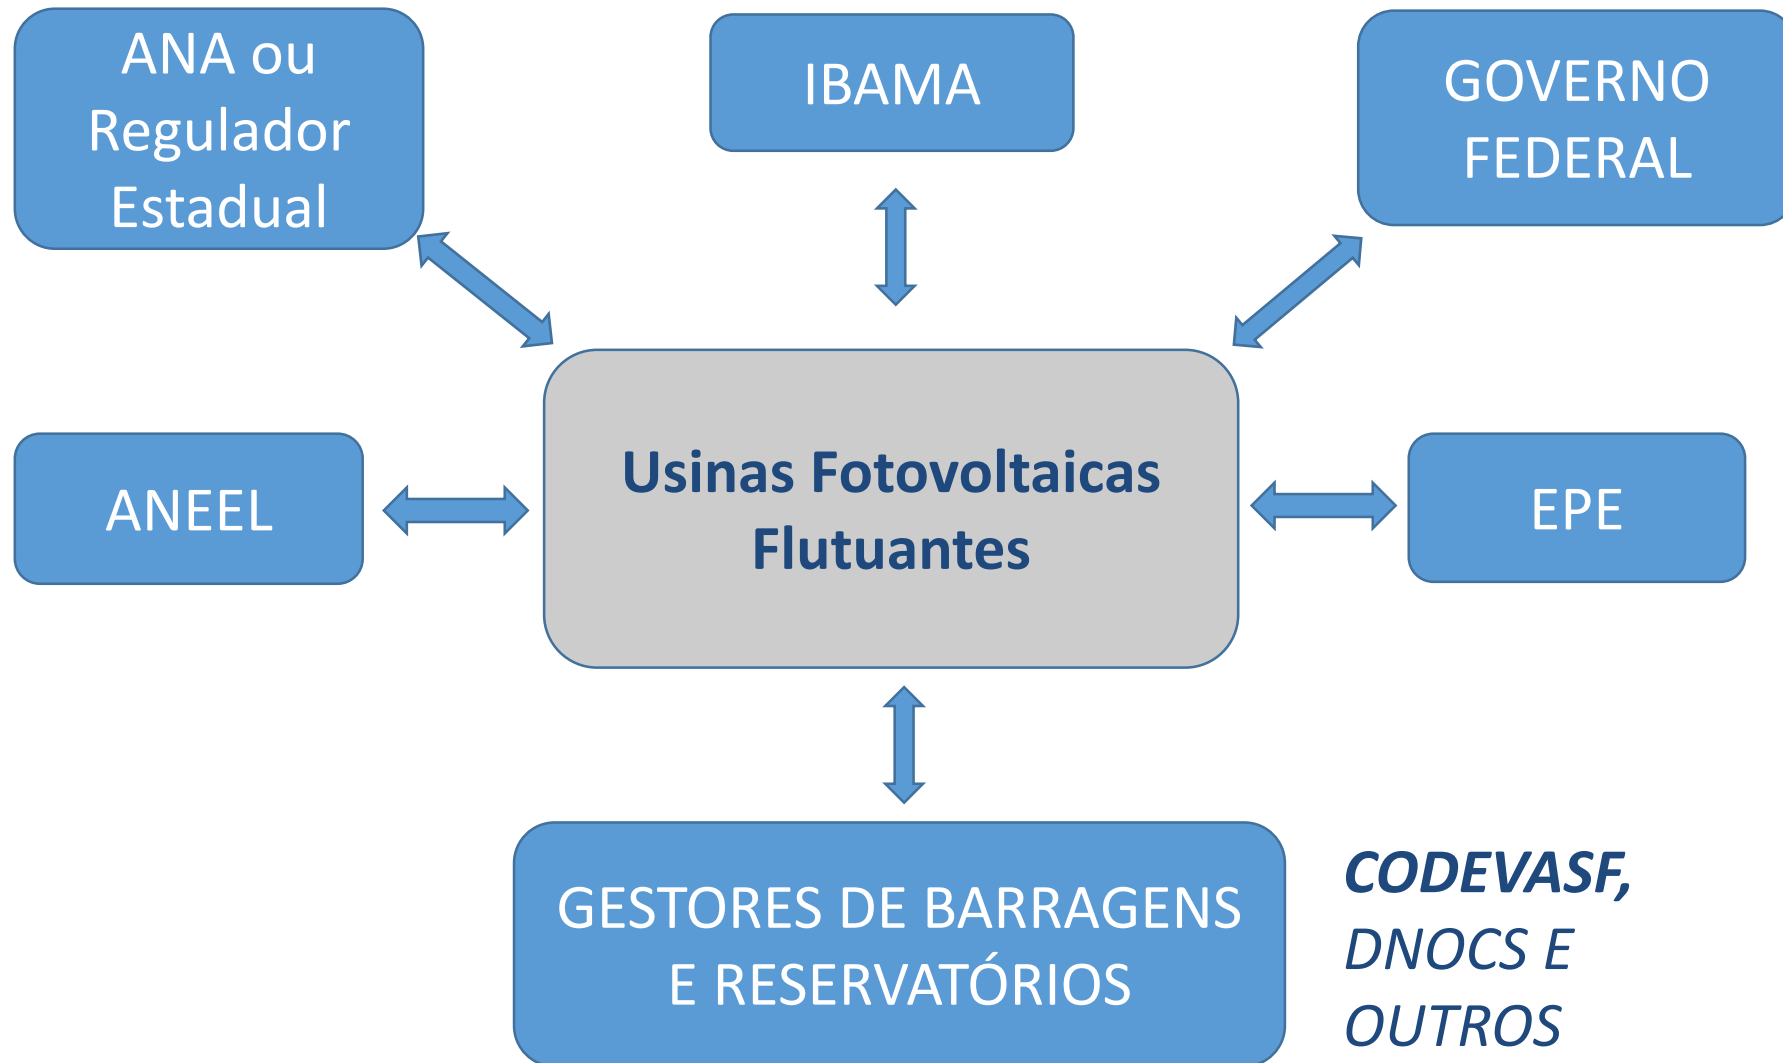 ANA ou
Regulador
Estadual
IBAMA
GOVERNO
FEDERAL
ANEEL
Usinas Fotovoltaicas
Flutuantes
EPE
GESTORES DE BARRAGENS
E RESERVATÓRIOS
CODEVASF,
DNOCS E
OUTROS